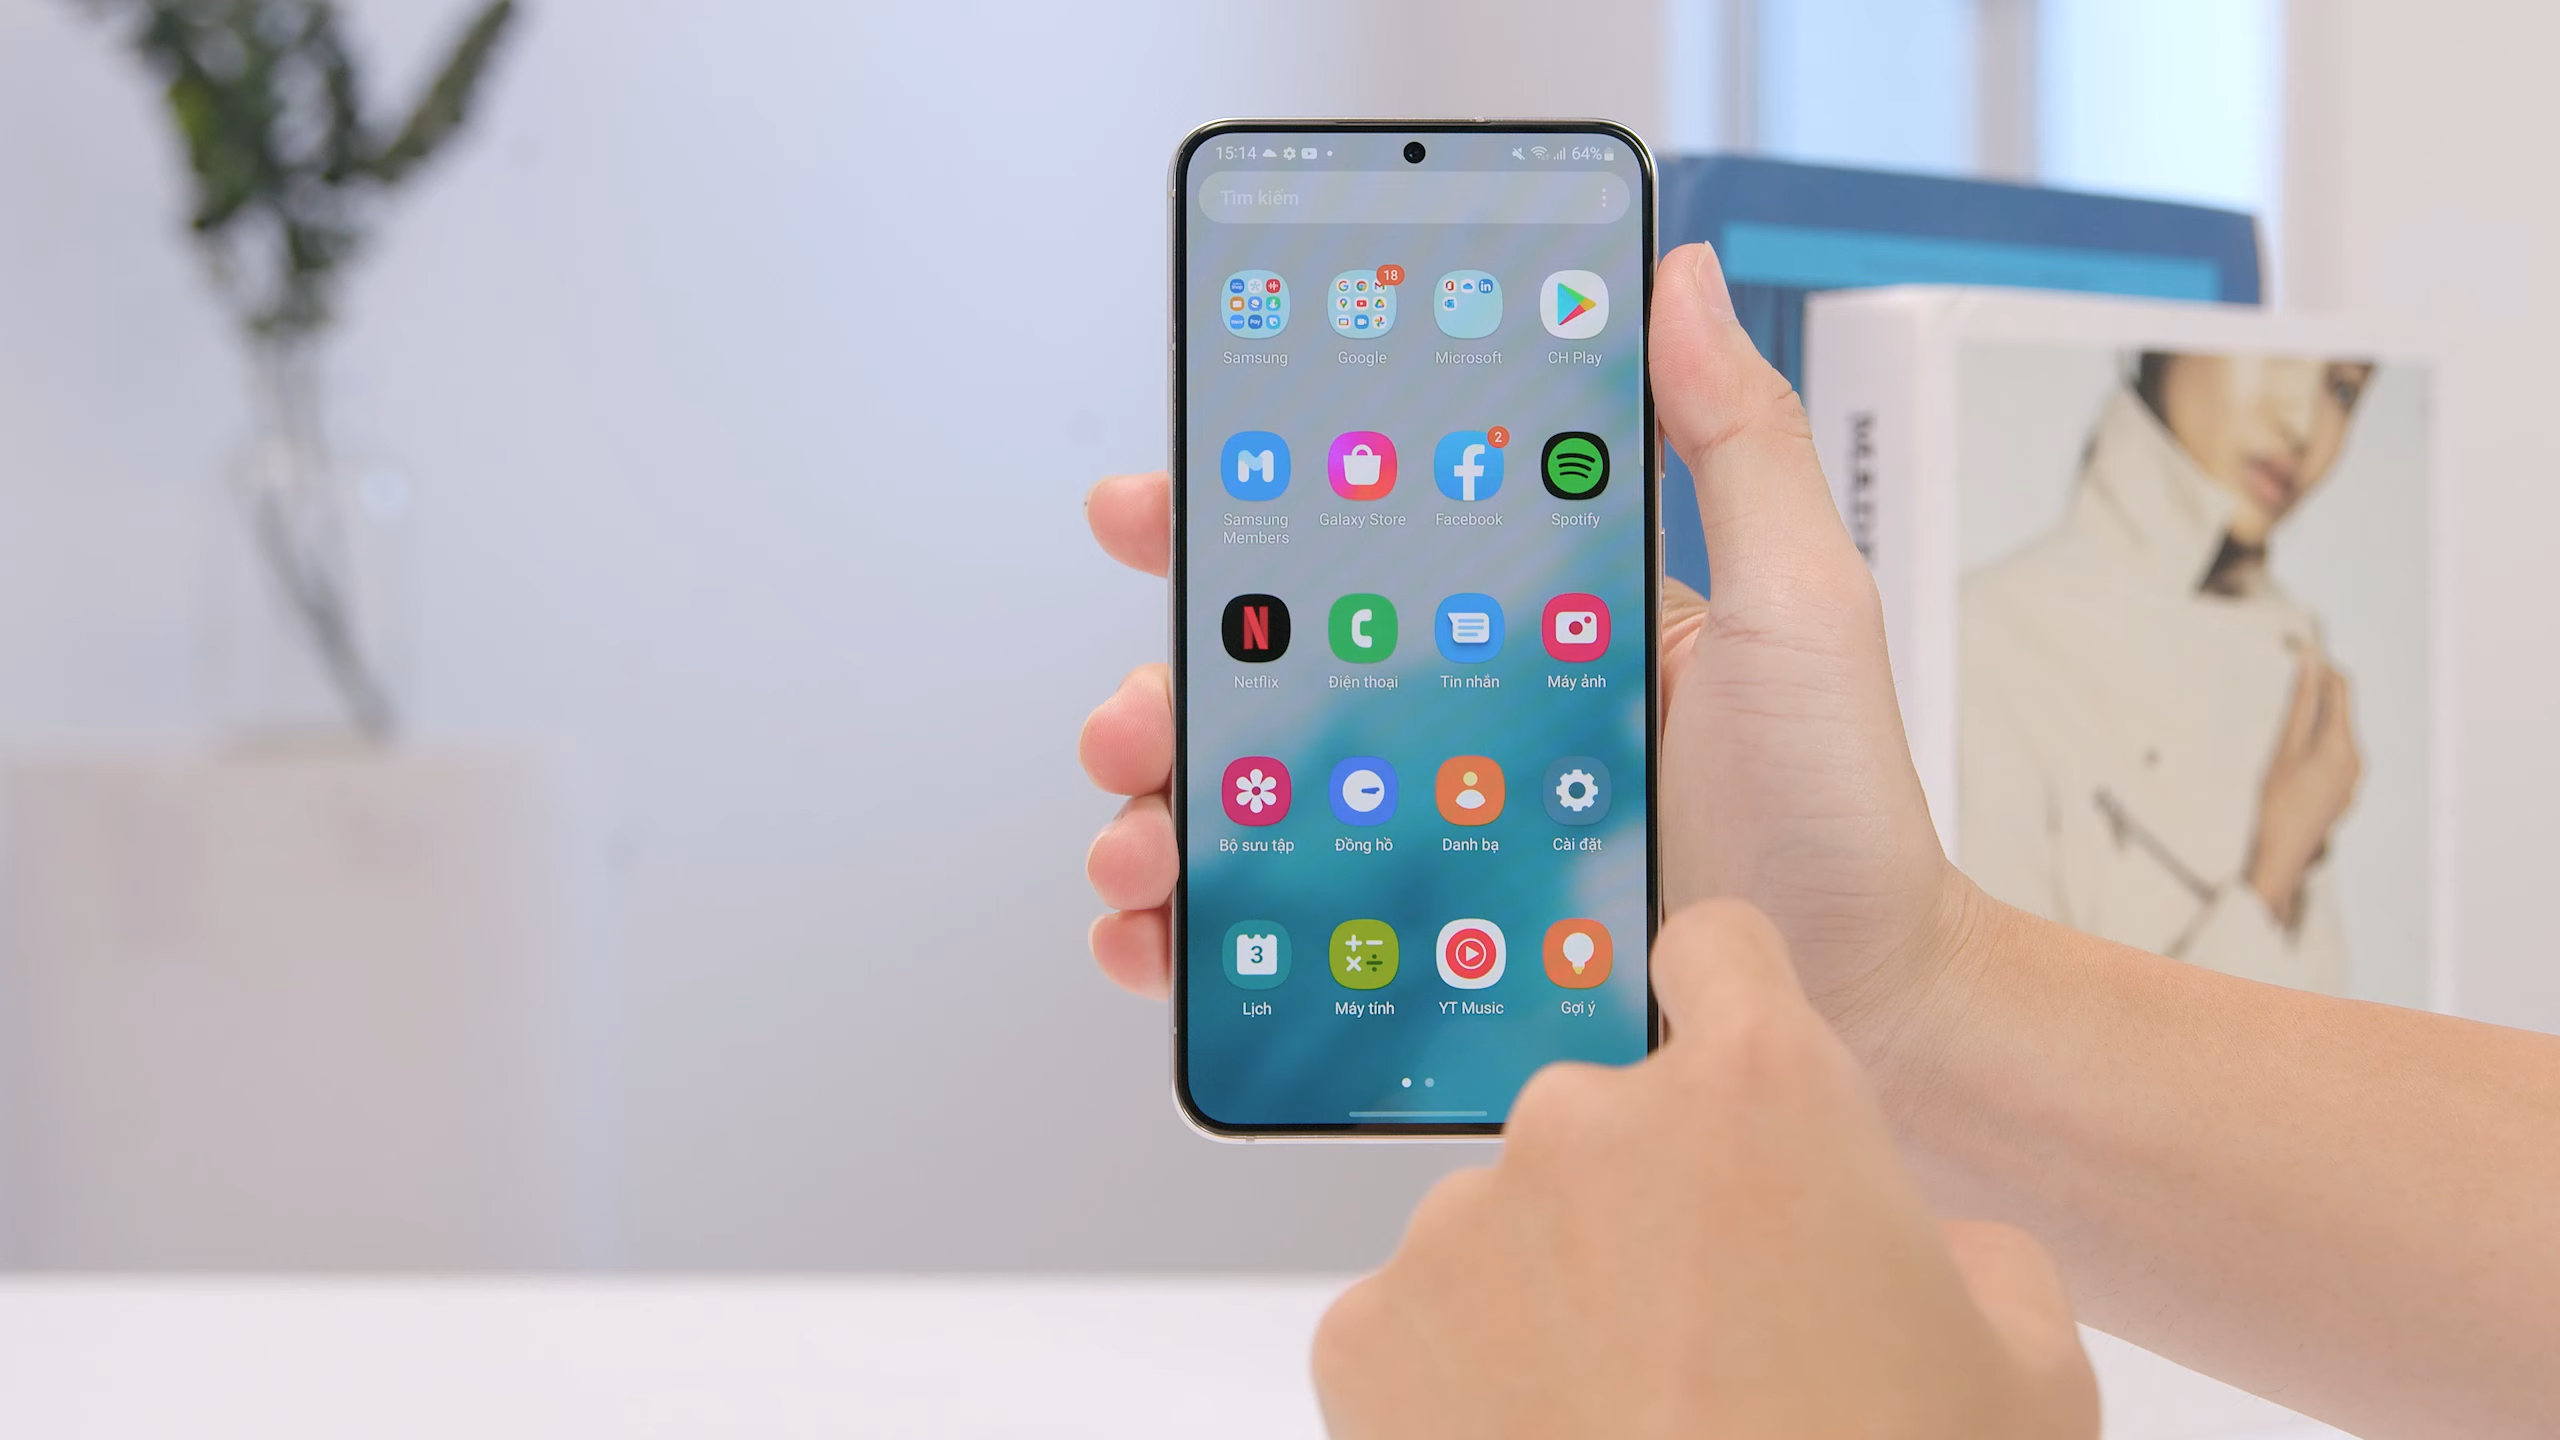 15:14
64%
Tìm kiếm
18
Samsung
Google
Microsoft
CH Play
2
Samsung
Members
Galaxy Store
Facebook
Spotify
N
Netflix
Điện thoại
Tin nhắn
Máy ảnh
Bộ sưu tập
Đồng hồ
Danh bạ
Cài đặt
3
Lịch
Máy tính
YT Music
Gợi ý